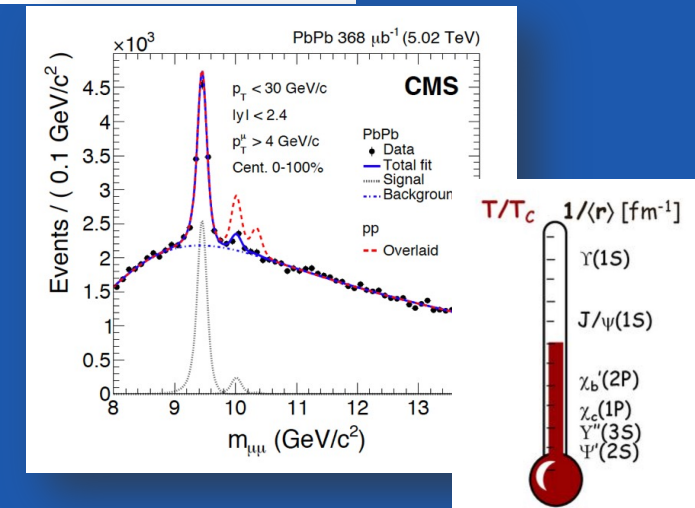 ×10³
PbPb 368 μb⁻¹ (5.02 TeV)
CMS
p_T < 30 GeV/c
|y| < 2.4
p_T^μ > 4 GeV/c
Cent. 0-100%
PbPb
Data
Total fit
Signal
Backgroun
pp
Overlaid
Events / ( 0.1 GeV/c² )
4.5
4
3.5
3
2.5
2
1.5
1
0.5
0
8 9 10 11 12 13
m_μμ (GeV/c²)
T/T_C 1/⟨r⟩ [fm⁻¹]
ϒ(1S)
J/ψ(1S)
χ_b'(2P)
χ_c(1P)
ϒ''(3S)
Ψ'(2S)